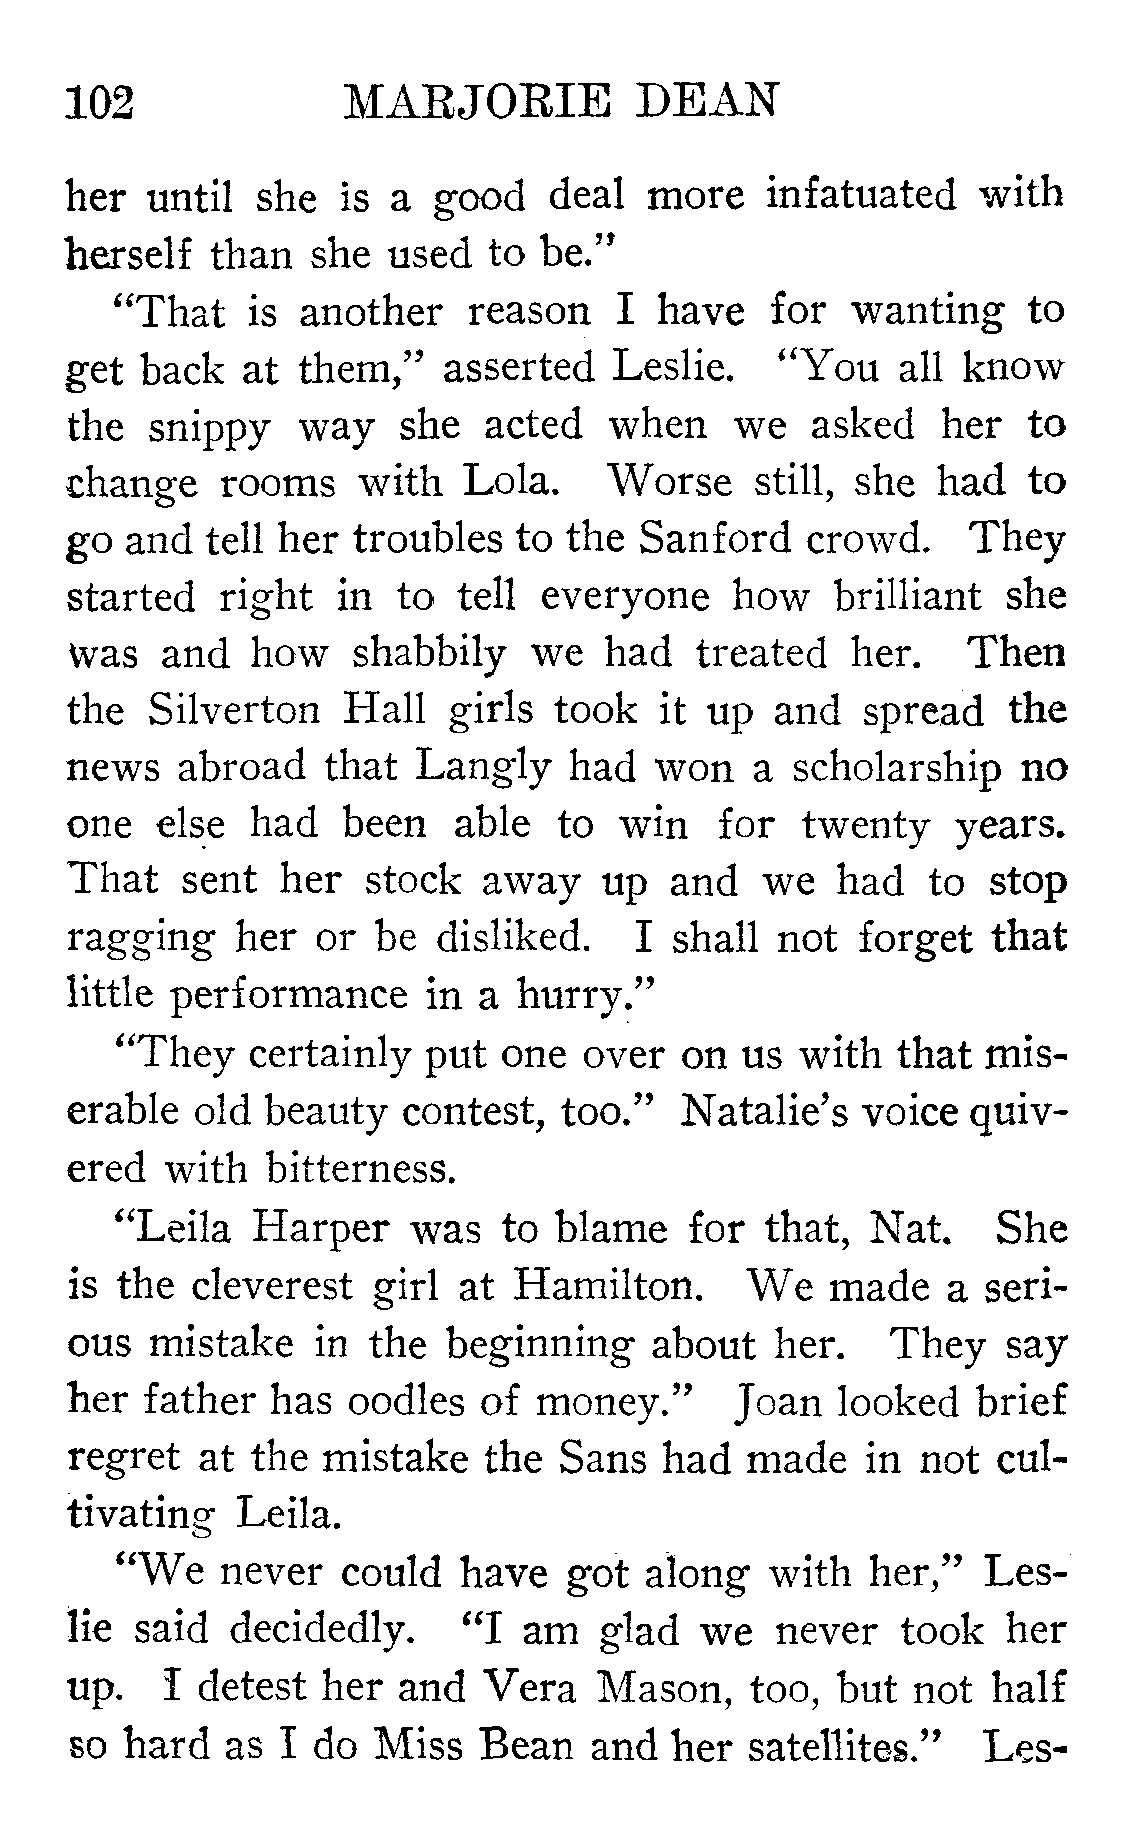 102 MARJORIE DEAN
her until she is a good deal more infatuated with
herself than she used to be."
"That is another reason I have for wanting to
get back at them," asserted Leslie. "You all know
the snippy way she acted when we asked her to
change rooms with Lola. Worse still, she had to
go and tell her troubles to the Sanford crowd. They
started right in to tell everyone how brilliant she
was and how shabbily we had treated her. Then
the Silverton Hall girls took it up and spread the
news abroad that Langly had won a scholarship no
one else had been able to win for twenty years.
That sent her stock away up and we had to stop
ragging her or be disliked. I shall not forget that
little performance in a hurry."
"They certainly put one over on us with that mis-
erable old beauty contest, too." Natalie's voice quiv-
ered with bitterness.
"Leila Harper was to blame for that, Nat. She
is the cleverest girl at Hamilton. We made a seri-
ous mistake in the beginning about her. They say
her father has oodles of money." Joan looked brief
regret at the mistake the Sans had made in not cul-
tivating Leila.
"We never could have got along with her," Les-
lie said decidedly. "I am glad we never took her
up. I detest her and Vera Mason, too, but not half
so hard as I do Miss Bean and her satellites." Les-